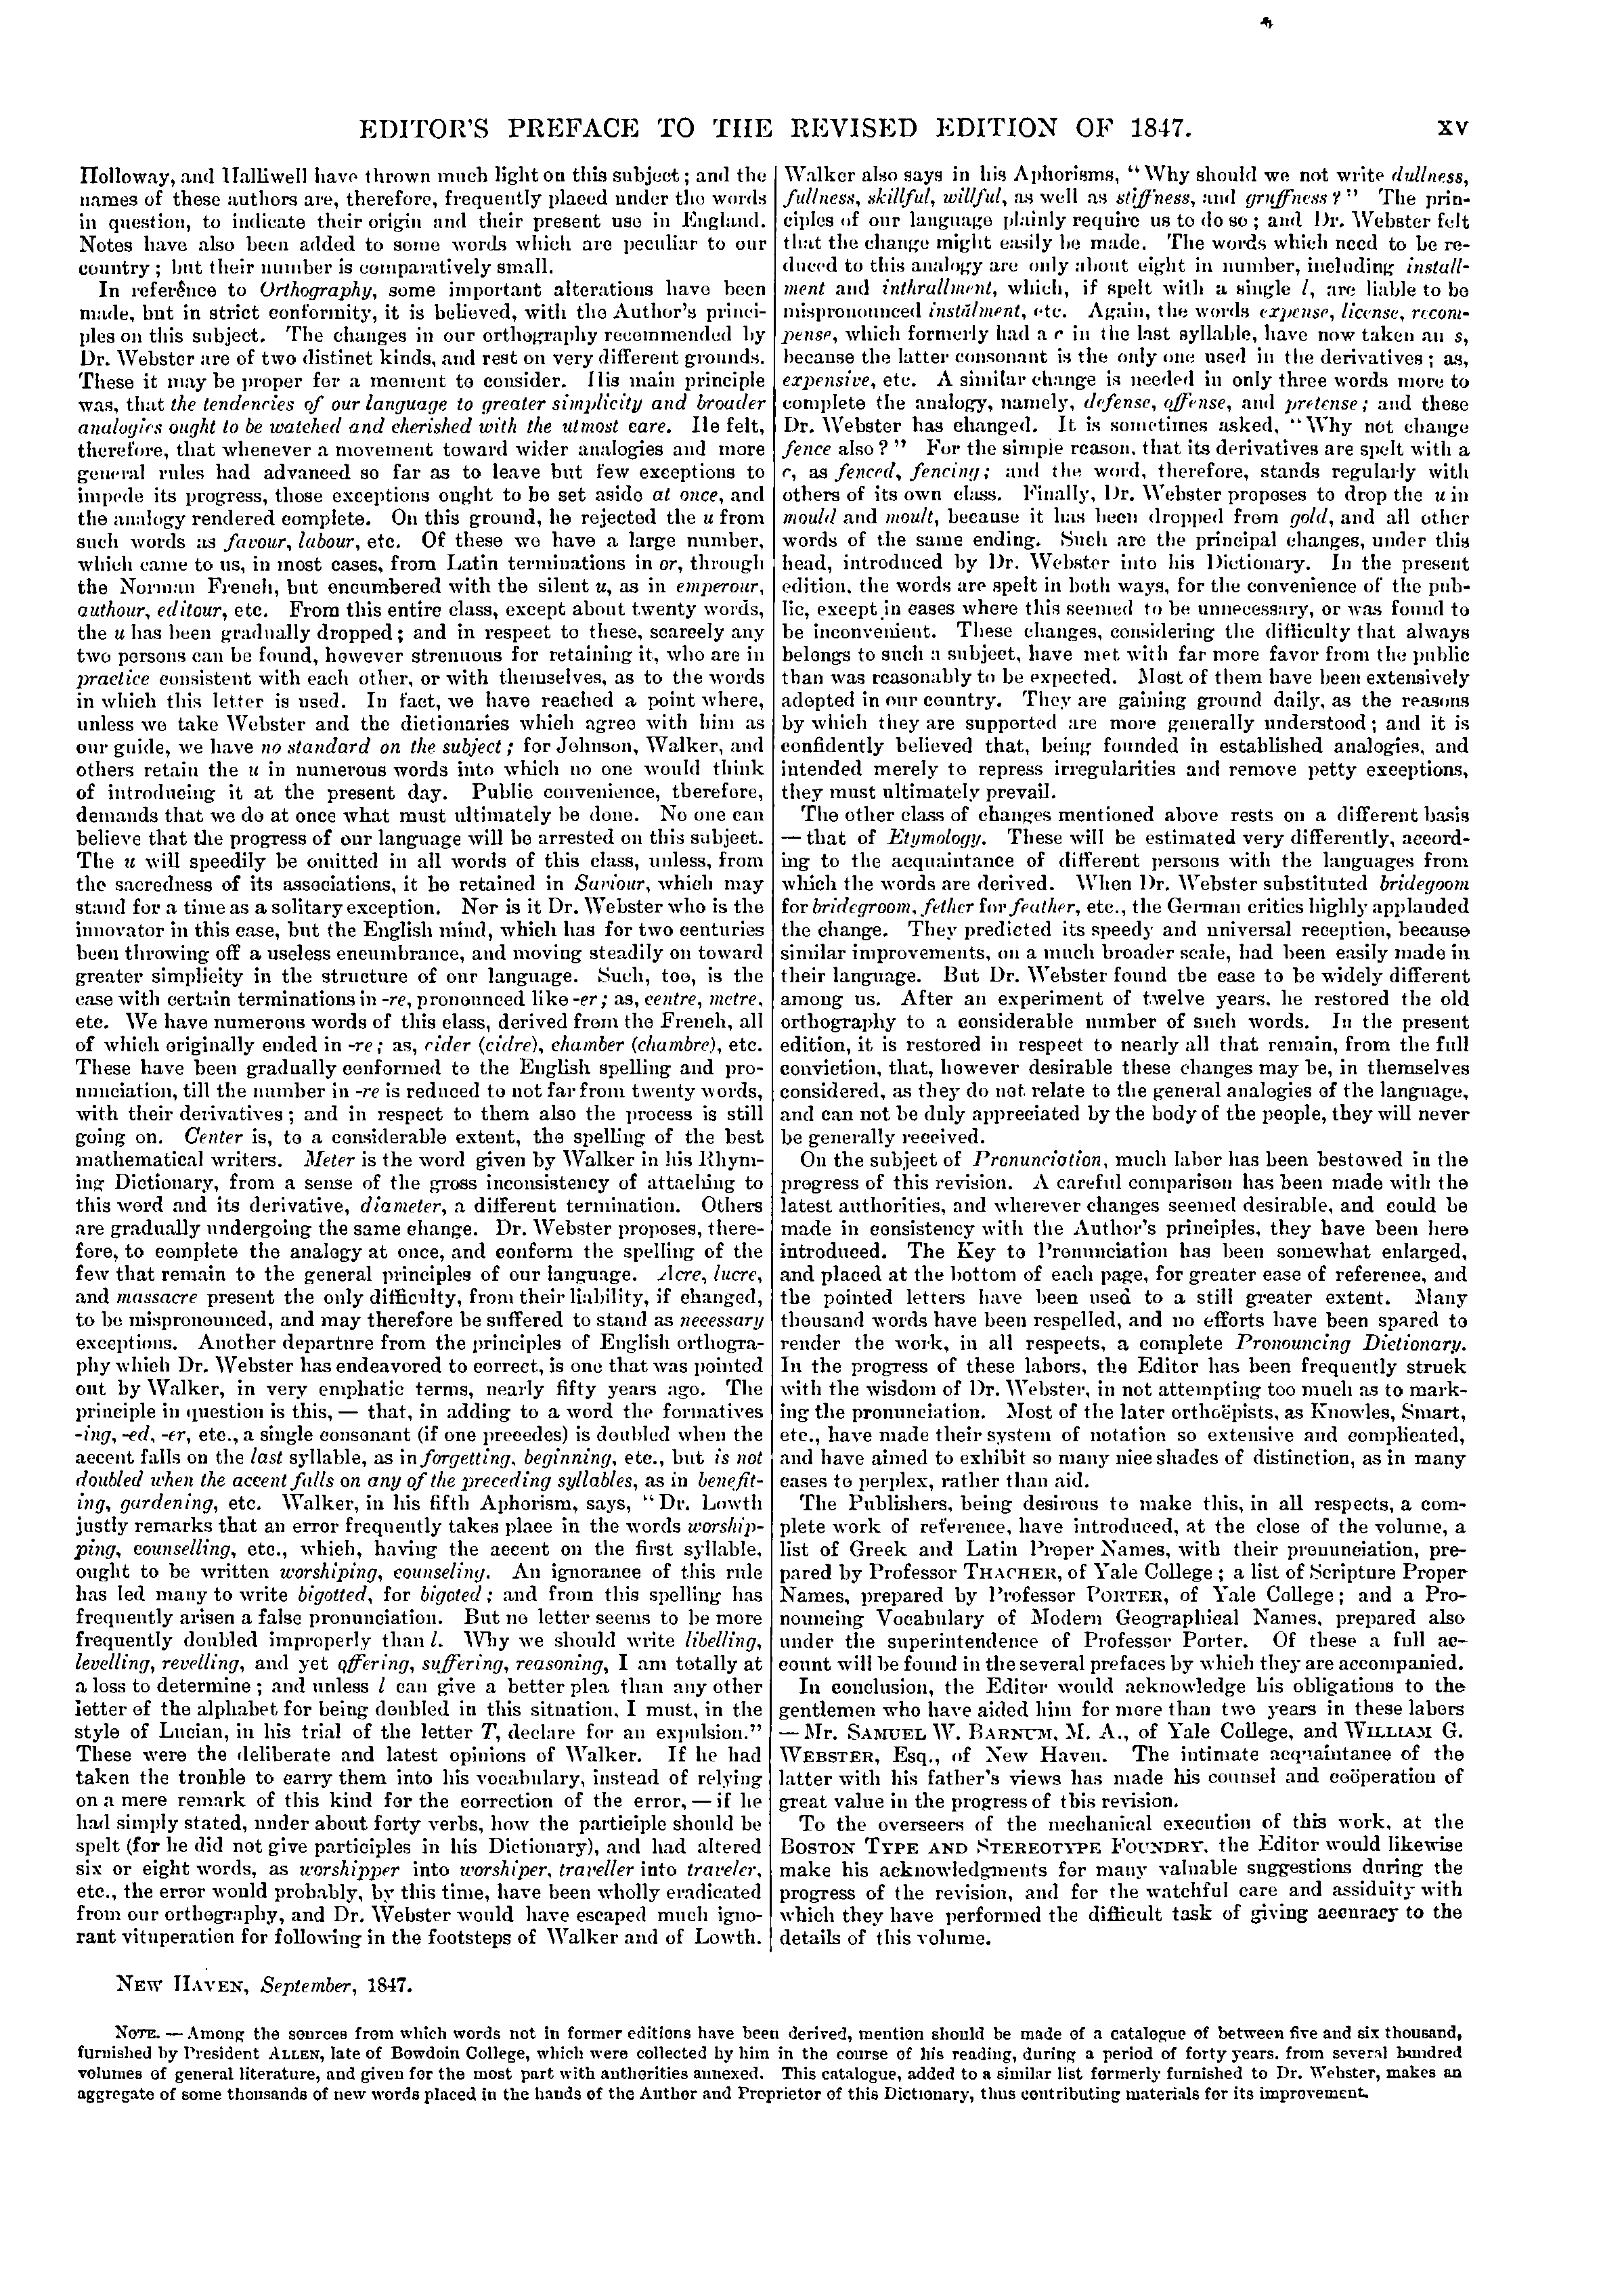 EDITOR'S PREFACE TO THE REVISED EDITION OF 1847. XV
Holloway, and Halliwell have thrown much light on this subject; and the
names of these authors are, therefore, frequently placed under the words
in question, to indicate their origin and their present use in England.
Notes have also been added to some words which are peculiar to our
country; but their number is comparatively small.
In reference to Orthography, some important alterations have been
made, but in strict conformity, it is believed, with the Author's princi-
ples on this subject. The changes in our orthography recommended by
Dr. Webster are of two distinct kinds, and rest on very different grounds.
These it may be proper for a moment to consider. His main principle
was, that the tendencies of our language to greater simplicity and broader
analogies ought to be watched and cherished with the utmost care. He felt,
therefore, that whenever a movement toward wider analogies and more
general rules had advanced so far as to leave but few exceptions to
impede its progress, those exceptions ought to be set aside at once, and
the analogy rendered complete. On this ground, he rejected the u from
such words as favour, labour, etc. Of these we have a large number,
which came to us, in most cases, from Latin terminations in or, through
the Norman French, but encumbered with the silent u, as in emperour,
authour, editour, etc. From this entire class, except about twenty words,
the u has been gradually dropped; and in respect to these, scarcely any
two persons can be found, however strenuous for retaining it, who are in
practice consistent with each other, or with themselves, as to the words
in which this letter is used. In fact, we have reached a point where,
unless we take Webster and the dictionaries which agree with him as
our guide, we have no standard on the subject; for Johnson, Walker, and
others retain the u in numerous words into which no one would think
of introducing it at the present day. Public convenience, therefore,
demands that we do at once what must ultimately be done. No one can
believe that the progress of our language will be arrested on this subject.
The u will speedily be omitted in all words of this class, unless, from
the sacredness of its associations, it be retained in Saviour, which may
stand for a time as a solitary exception. Nor is it Dr. Webster who is the
innovator in this case, but the English mind, which has for two centuries
been throwing off a useless encumbrance, and moving steadily on toward
greater simplicity in the structure of our language. Such, too, is the
case with certain terminations in -re, pronounced like -er; as, centre, metre,
etc. We have numerous words of this class, derived from the French, all
of which originally ended in -re; as, cider (cidre), chamber (chambre), etc.
These have been gradually conformed to the English spelling and pro-
nunciation, till the number in -re is reduced to not far from twenty words,
with their derivatives; and in respect to them also the process is still
going on. Center is, to a considerable extent, the spelling of the best
mathematical writers. Meter is the word given by Walker in his Rhym-
ing Dictionary, from a sense of the gross inconsistency of attaching to
this word and its derivative, diameter, a different termination. Others
are gradually undergoing the same change. Dr. Webster proposes, there-
fore, to complete the analogy at once, and conform the spelling of the
few that remain to the general principles of our language. Acre, lucre,
and massacre present the only difficulty, from their liability, if changed,
to be mispronounced, and may therefore be suffered to stand as necessary
exceptions. Another departure from the principles of English orthogra-
phy which Dr. Webster has endeavored to correct, is one that was pointed
out by Walker, in very emphatic terms, nearly fifty years ago. The
principle in question is this, — that, in adding to a word the formatives
-ing, -ed, -er, etc., a single consonant (if one precedes) is doubled when the
accent falls on the last syllable, as in forgetting, beginning, etc., but is not
doubled when the accent falls on any of the preceding syllables, as in benefit-
ing, gardening, etc. Walker, in his fifth Aphorism, says, "Dr. Lowth
justly remarks that an error frequently takes place in the words worship-
ping, counselling, etc., which, having the accent on the first syllable,
ought to be written worshiping, counseling. An ignorance of this rule
has led many to write bigotted, for bigoted; and from this spelling has
frequently arisen a false pronunciation. But no letter seems to be more
frequently doubled improperly than l. Why we should write libelling,
levelling, revelling, and yet offering, suffering, reasoning, I am totally at
a loss to determine; and unless l can give a better plea than any other
letter of the alphabet for being doubled in this situation, I must, in the
style of Lucian, in his trial of the letter T, declare for an expulsion."
These were the deliberate and latest opinions of Walker. If he had
taken the trouble to carry them into his vocabulary, instead of relying
on a mere remark of this kind for the correction of the error, — if he
had simply stated, under about forty verbs, how the participle should be
spelt (for he did not give participles in his Dictionary), and had altered
six or eight words, as worshipper into worshiper, traveller into traveler,
etc., the error would probably, by this time, have been wholly eradicated
from our orthography, and Dr. Webster would have escaped much igno-
rant vituperation for following in the footsteps of Walker and of Lowth.
Walker also says in his Aphorisms, "Why should we not write dullness,
fullness, skillful, willful, as well as stiffness, and gruffness?" The prin-
ciples of our language plainly require us to do so; and Dr. Webster felt
that the change might easily be made. The words which need to be re-
duced to this analogy are only about eight in number, including install-
ment and inthrallment, which, if spelt with a single l, are liable to be
mispronounced instălment, etc. Again, the words expense, license, recom-
pense, which formerly had a c in the last syllable, have now taken an s,
because the latter consonant is the only one used in the derivatives; as,
expensive, etc. A similar change is needed in only three words more to
complete the analogy, namely, defense, offense, and pretense; and these
Dr. Webster has changed. It is sometimes asked, "Why not change
fence also?" For the simple reason, that its derivatives are spelt with a
c, as fenced, fencing; and the word, therefore, stands regularly with
others of its own class. Finally, Dr. Webster proposes to drop the u in
mould and moult, because it has been dropped from gold, and all other
words of the same ending. Such are the principal changes, under this
head, introduced by Dr. Webster into his Dictionary. In the present
edition, the words are spelt in both ways, for the convenience of the pub-
lic, except in cases where this seemed to be unnecessary, or was found to
be inconvenient. These changes, considering the difficulty that always
belongs to such a subject, have met with far more favor from the public
than was reasonably to be expected. Most of them have been extensively
adopted in our country. They are gaining ground daily, as the reasons
by which they are supported are more generally understood; and it is
confidently believed that, being founded in established analogies, and
intended merely to repress irregularities and remove petty exceptions,
they must ultimately prevail.
The other class of changes mentioned above rests on a different basis
— that of Etymology. These will be estimated very differently, accord-
ing to the acquaintance of different persons with the languages from
which the words are derived. When Dr. Webster substituted bridegoom
for bridegroom, fether for feather, etc., the German critics highly applauded
the change. They predicted its speedy and universal reception, because
similar improvements, on a much broader scale, had been easily made in
their language. But Dr. Webster found the case to be widely different
among us. After an experiment of twelve years, he restored the old
orthography to a considerable number of such words. In the present
edition, it is restored in respect to nearly all that remain, from the full
conviction, that, however desirable these changes may be, in themselves
considered, as they do not relate to the general analogies of the language,
and can not be duly appreciated by the body of the people, they will never
be generally received.
On the subject of Pronunciation, much labor has been bestowed in the
progress of this revision. A careful comparison has been made with the
latest authorities, and wherever changes seemed desirable, and could be
made in consistency with the Author's principles, they have been here
introduced. The Key to Pronunciation has been somewhat enlarged,
and placed at the bottom of each page, for greater ease of reference, and
the pointed letters have been used to a still greater extent. Many
thousand words have been respelled, and no efforts have been spared to
render the work, in all respects, a complete Pronouncing Dictionary.
In the progress of these labors, the Editor has been frequently struck
with the wisdom of Dr. Webster, in not attempting too much as to mark-
ing the pronunciation. Most of the later orthoëpists, as Knowles, Smart,
etc., have made their system of notation so extensive and complicated,
and have aimed to exhibit so many nice shades of distinction, as in many
cases to perplex, rather than aid.
The Publishers, being desirous to make this, in all respects, a com-
plete work of reference, have introduced, at the close of the volume, a
list of Greek and Latin Proper Names, with their pronunciation, pre-
pared by Professor THACHER, of Yale College; a list of Scripture Proper
Names, prepared by Professor PORTER, of Yale College; and a Pro-
nouncing Vocabulary of Modern Geographical Names, prepared also
under the superintendence of Professor Porter. Of these a full ac-
count will be found in the several prefaces by which they are accompanied.
In conclusion, the Editor would acknowledge his obligations to the
gentlemen who have aided him for more than two years in these labors
— Mr. SAMUEL W. BARNUM, M. A., of Yale College, and WILLIAM G.
WEBSTER, Esq., of New Haven. The intimate acquaintance of the
latter with his father's views has made his counsel and coöperation of
great value in the progress of this revision.
To the overseers of the mechanical execution of this work, at the
BOSTON TYPE AND STEREOTYPE FOUNDRY, the Editor would likewise
make his acknowledgments for many valuable suggestions during the
progress of the revision, and for the watchful care and assiduity with
which they have performed the difficult task of giving accuracy to the
details of this volume.
NEW HAVEN, September, 1847.
NOTE. — Among the sources from which words not in former editions have been derived, mention should be made of a catalogue of between five and six thousand,
furnished by President ALLEN, late of Bowdoin College, which were collected by him in the course of his reading, during a period of forty years, from several hundred
volumes of general literature, and given for the most part with authorities annexed. This catalogue, added to a similar list formerly furnished to Dr. Webster, makes an
aggregate of some thousands of new words placed in the hands of the Author and Proprietor of this Dictionary, thus contributing materials for its improvement.